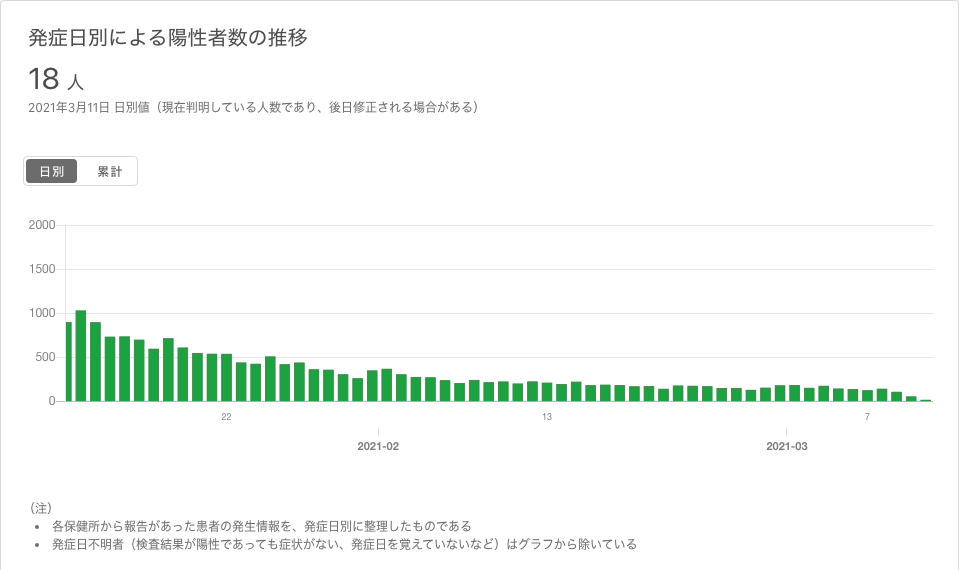 発症日別による陽性者数の推移
18 人
2021年3月11日 日別値（現在判明している人数であり、後日修正される場合がある）
日別 累計
2000
1500
1000
500
0
22 13 7
2021-02 2021-03
（注）
• 各保健所から報告があった患者の発生情報を、発症日別に整理したものである
• 発症日不明者（検査結果が陽性であっても症状がない、発症日を覚えていないなど）はグラフから除いている